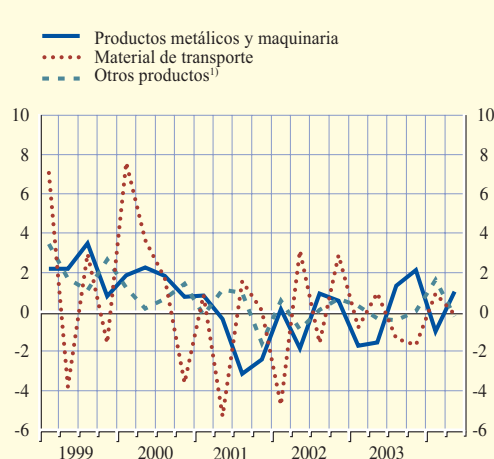 Productos metálicos y maquinaria
Material de transporte
Otros productos¹⁾
10 10
8 8
6 6
4 4
2 2
0 0
-2 -2
-4 -4
-6 -6
1999 2000 2001 2002 2003